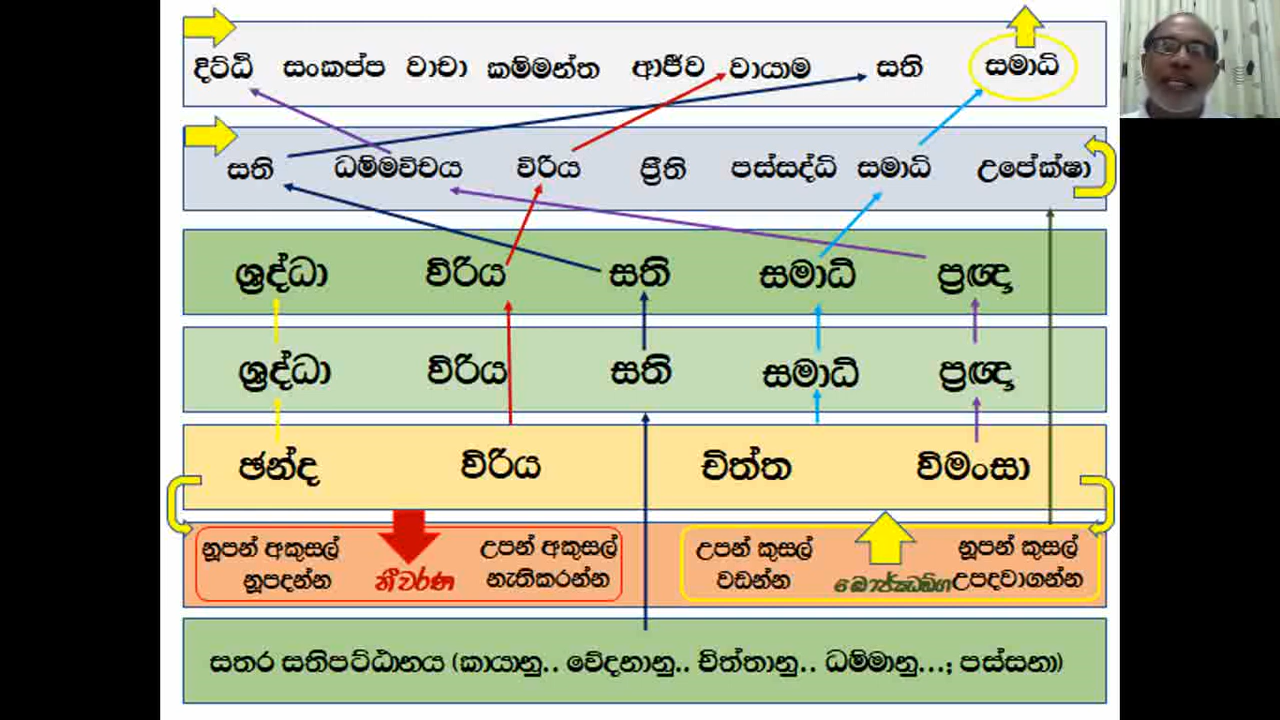 දිට්ඨි සංකප්ප වාචා කම්මන්ත ආජීව වායාම සති සමාධි
සති ධම්මවිචය විරිය ප්‍රීති පස්සද්ධි සමාධි උපේක්ෂා
ශ්‍රද්ධා විරිය සති සමාධි ප්‍රඥා
ශ්‍රද්ධා විරිය සති සමාධි ප්‍රඥා
ඡන්ද විරිය චිත්ත විමංසා
නූපන් අකුසල් උපන් අකුසල් උපන් කුසල් නූපන් කුසල්
නූපදන්න නීවරණ නැතිකරන්න වඩන්න බොජ්ඣඞ්ග උපදවාගන්න
සතර සතිපට්ඨානය (කායානු.. වේදනානු.. චිත්තානු.. ධම්මානු...; පස්සනා)